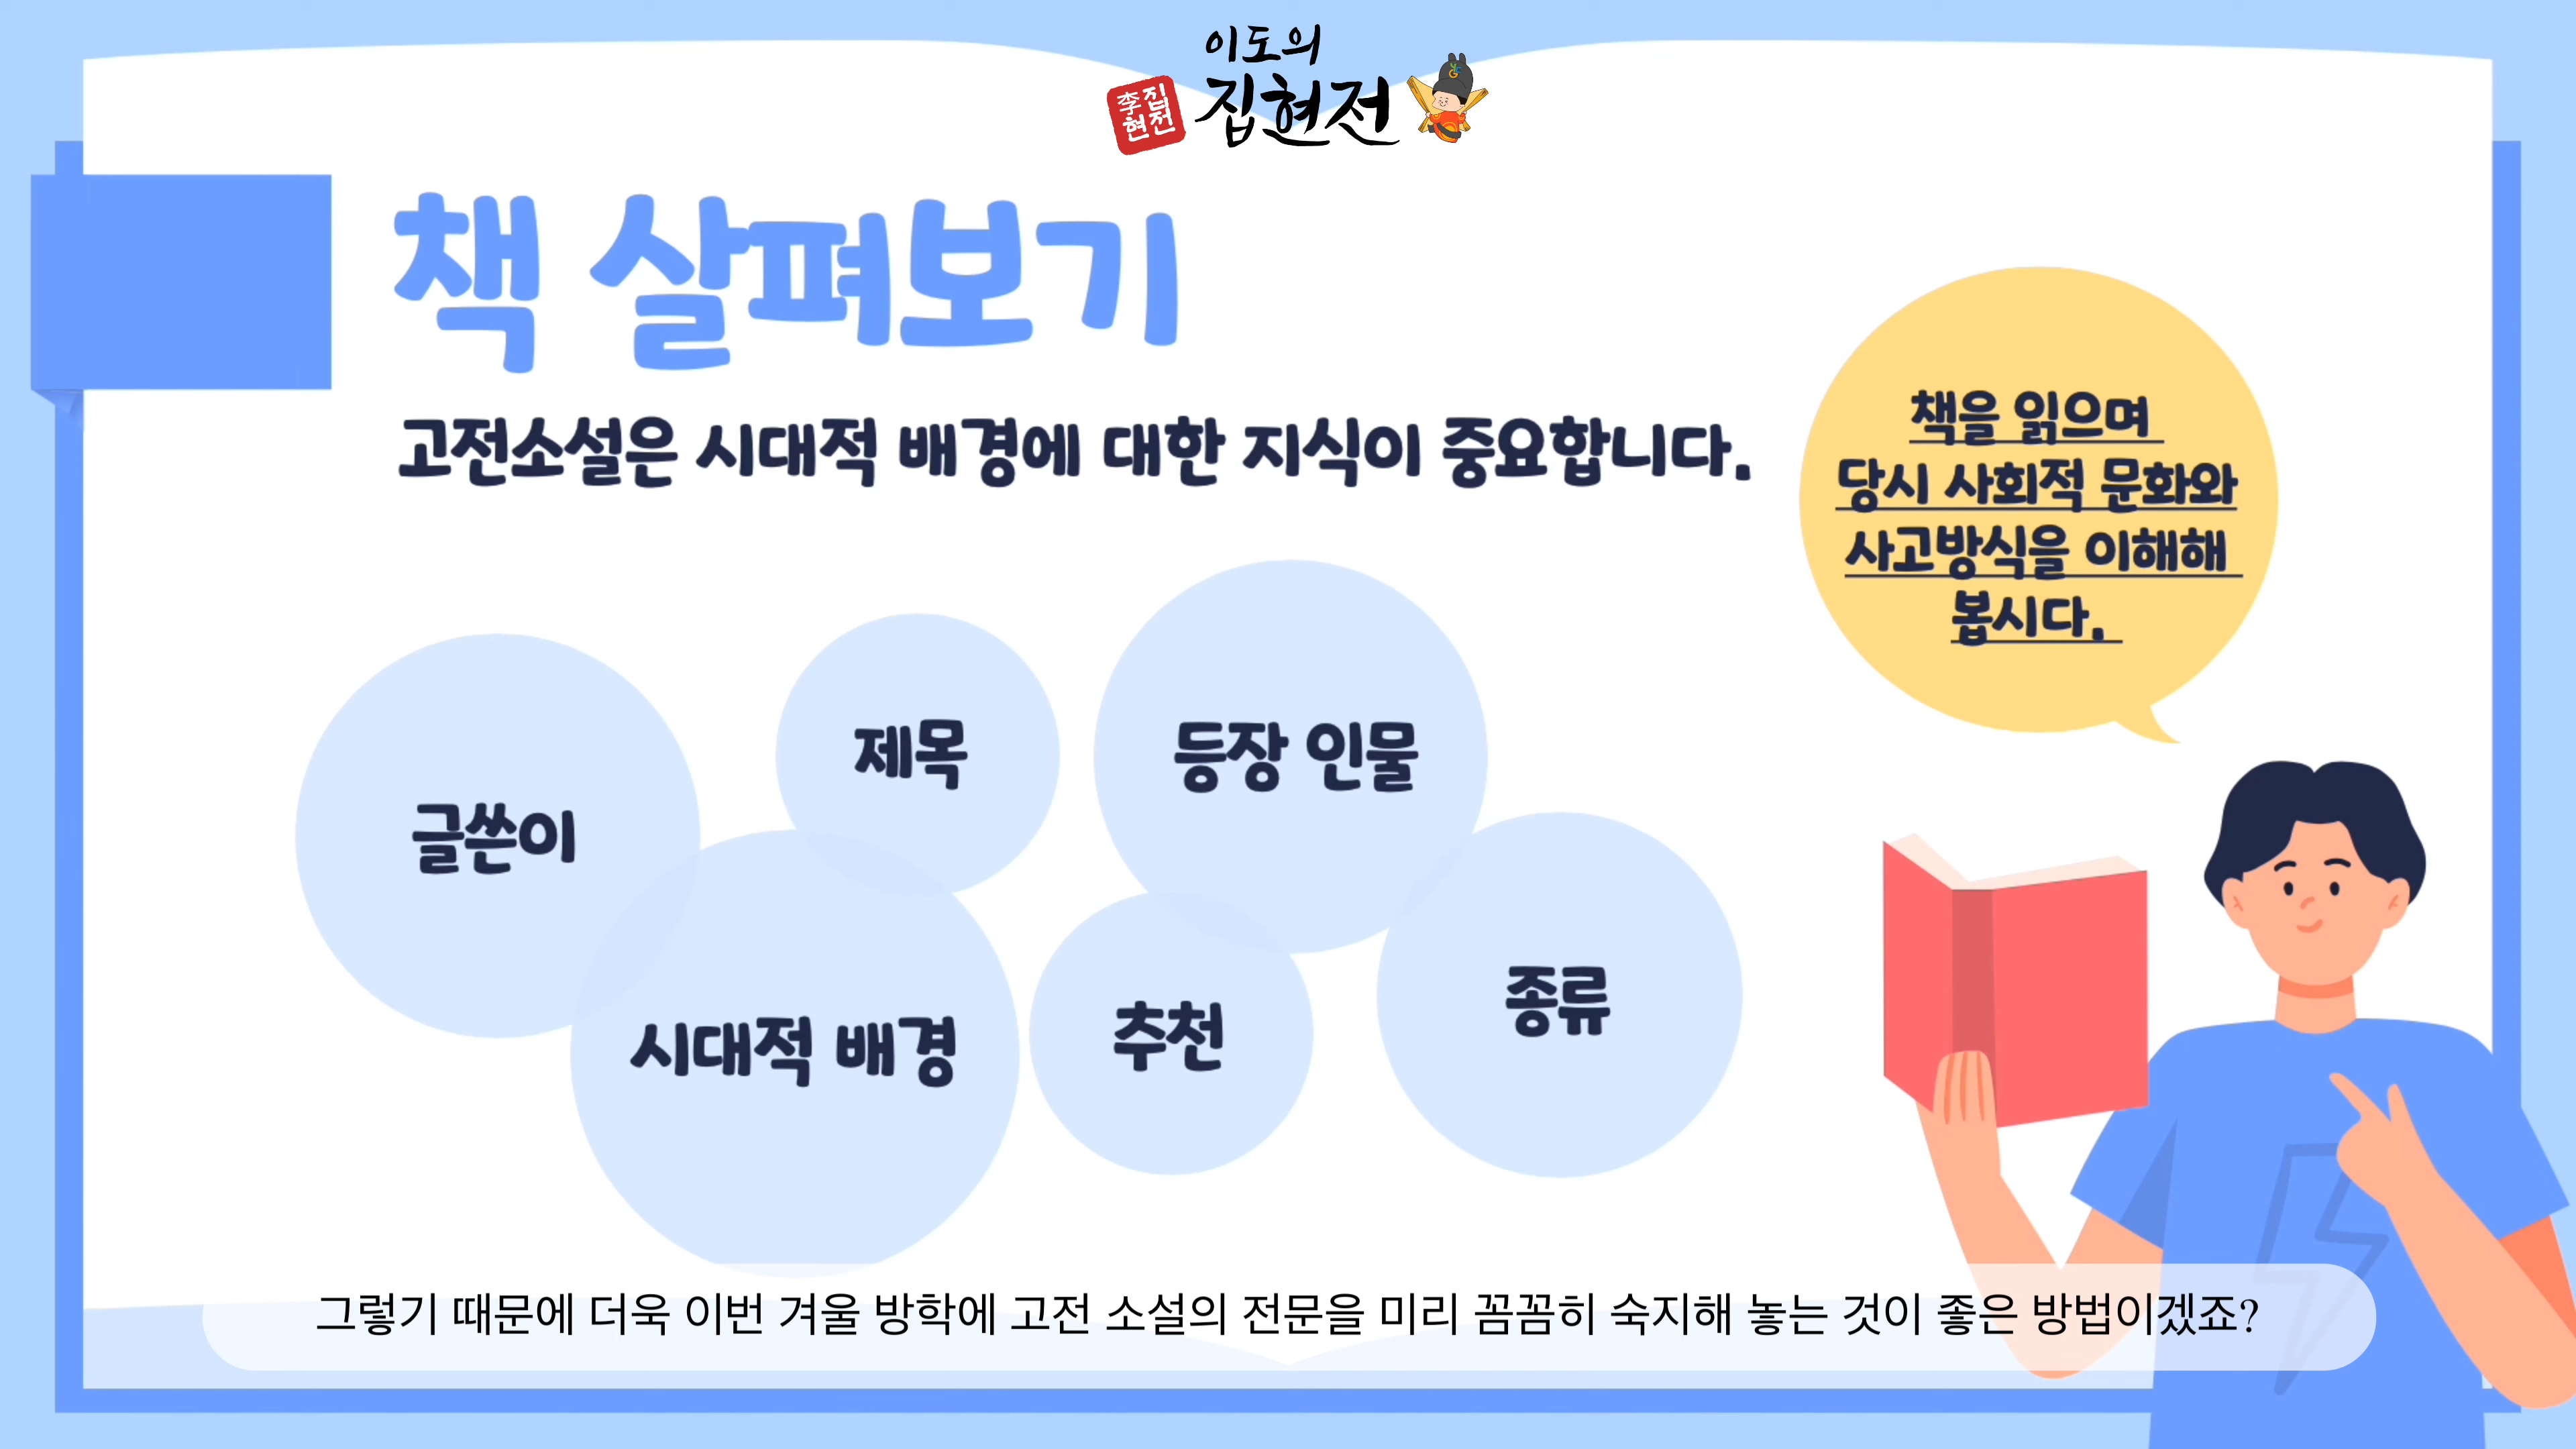 이도의
李집
현전
집현전
책 살펴보기
고전소설은 시대적 배경에 대한 지식이 중요합니다.
책을 읽으며
당시 사회적 문화와
사고방식을 이해해
봅시다.
글쓴이
제목
등장 인물
시대적 배경
추천
종류
그렇기 때문에 더욱 이번 겨울 방학에 고전 소설의 전문을 미리 꼼꼼히 숙지해 놓는 것이 좋은 방법이겠죠?